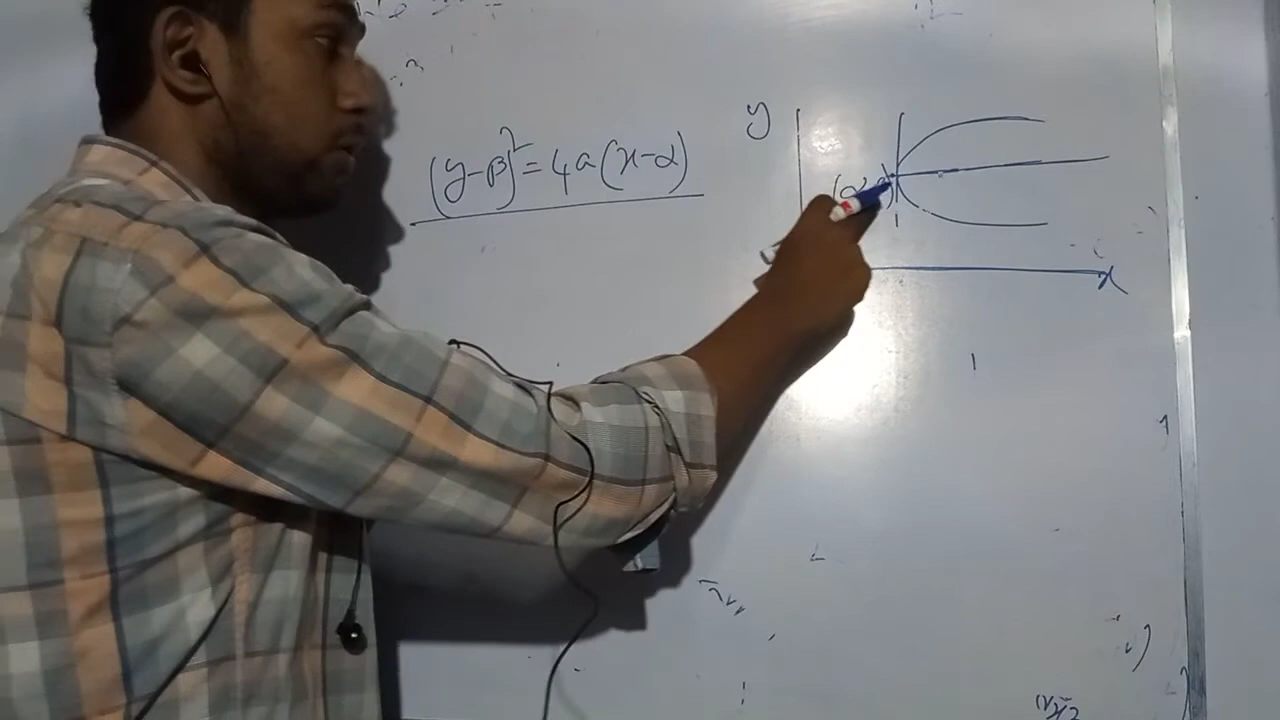 (y-β)² = 4a(x-α)
y
(α
x